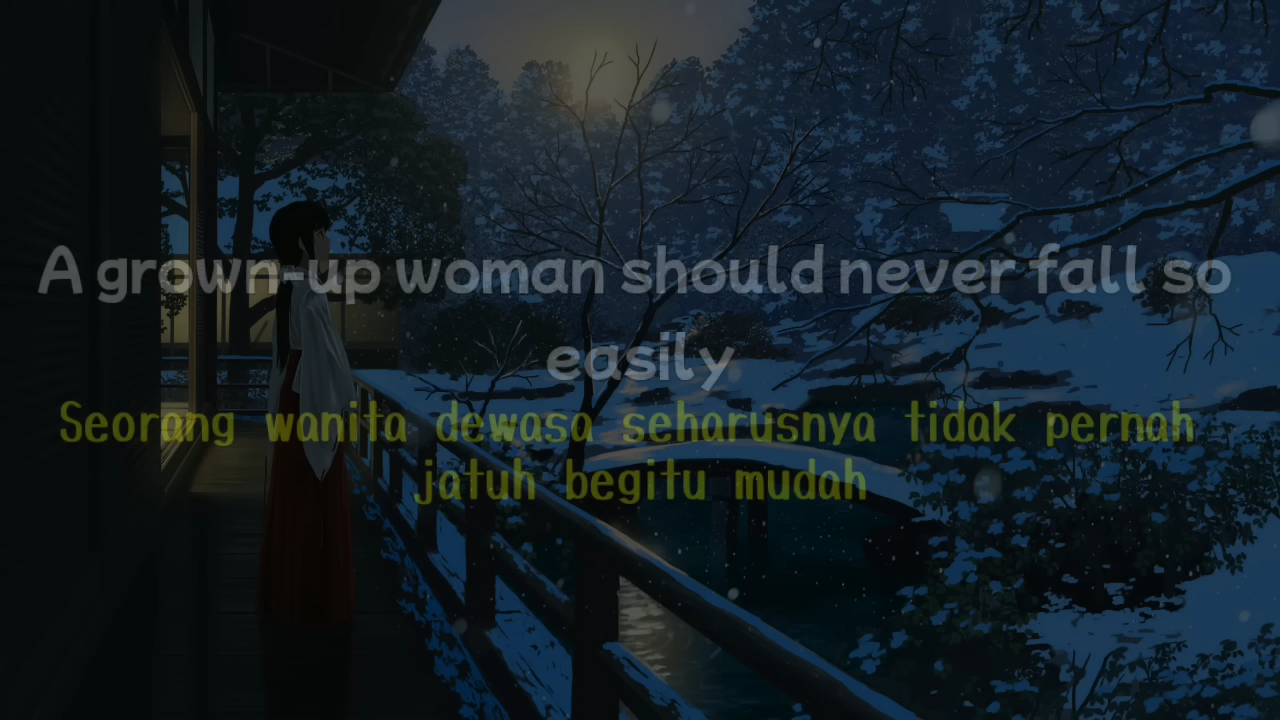 A grown-up woman should never fall so
easily
Seorang wanita dewasa seharusnya tidak pernah
jatuh begitu mudah